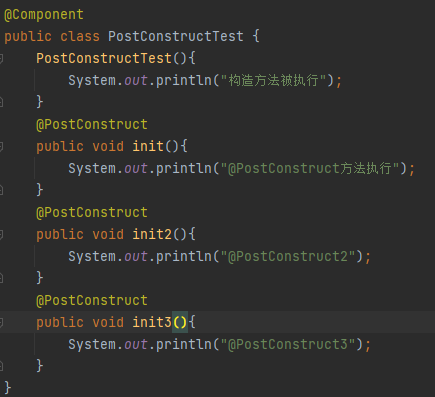 @Component
public class PostConstructTest {
    PostConstructTest(){
        System.out.println("构造方法被执行");
    }
    @PostConstruct
    public void init(){
        System.out.println("@PostConstruct方法执行");
    }
    @PostConstruct
    public void init2(){
        System.out.println("@PostConstruct2");
    }
    @PostConstruct
    public void init3(){
        System.out.println("@PostConstruct3");
    }
}